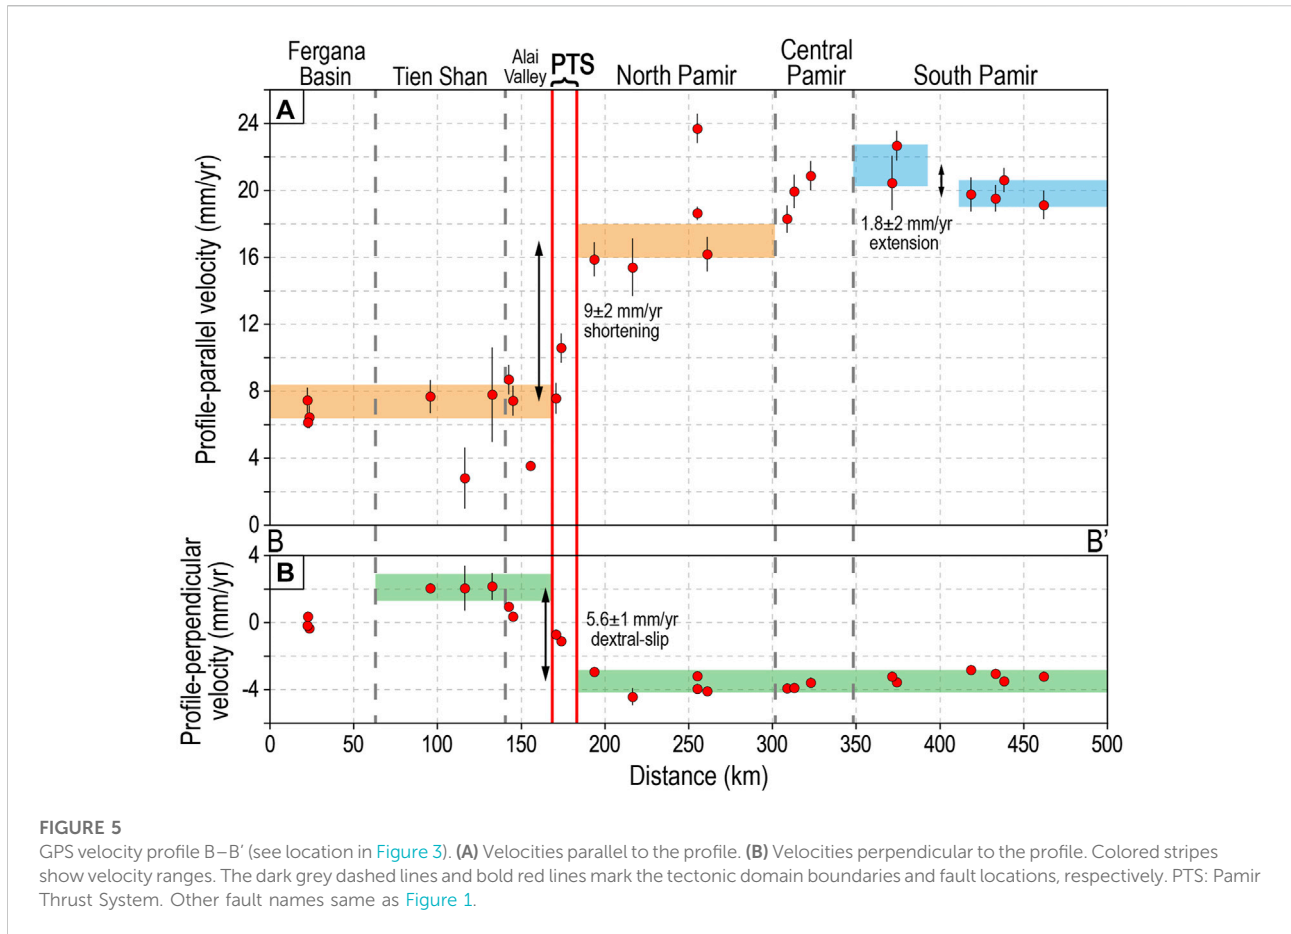 Fergana
Basin
Tien Shan
Alai
Valley
PTS
North Pamir
Central
Pamir
South Pamir
A
Profile-parallel velocity (mm/yr)
24
20
16
12
8
4
0
9±2 mm/yr
shortening
1.8±2 mm/yr
extension
B
B'
B
Profile-perpendicular
velocity (mm/yr)
4
0
-4
5.6±1 mm/yr
dextral-slip
0
50
100
150
200
250
300
350
400
450
500
Distance (km)
FIGURE 5
GPS velocity profile B–B′ (see location in Figure 3). (A) Velocities parallel to the profile. (B) Velocities perpendicular to the profile. Colored stripes
show velocity ranges. The dark grey dashed lines and bold red lines mark the tectonic domain boundaries and fault locations, respectively. PTS: Pamir
Thrust System. Other fault names same as Figure 1.